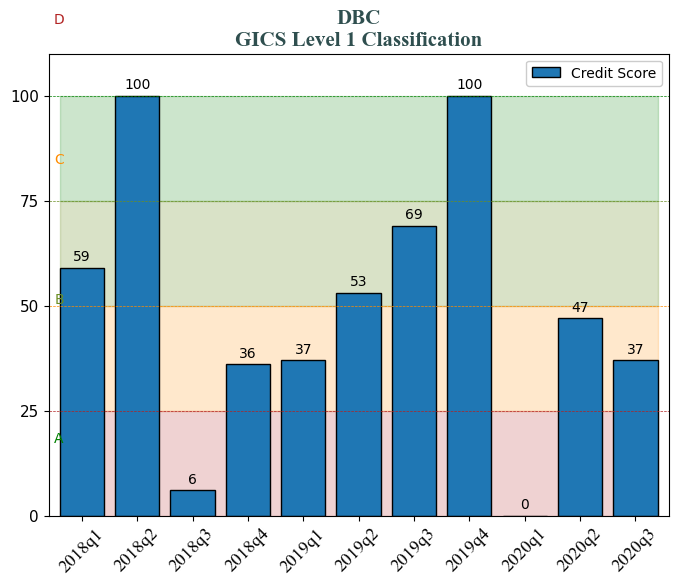 D
DBC
GICS Level 1 Classification
Credit Score
100
75
50
25
0
C
B
A
59
100
6
36
37
53
69
100
0
47
37
2018q1
2018q2
2018q3
2018q4
2019q1
2019q2
2019q3
2019q4
2020q1
2020q2
2020q3